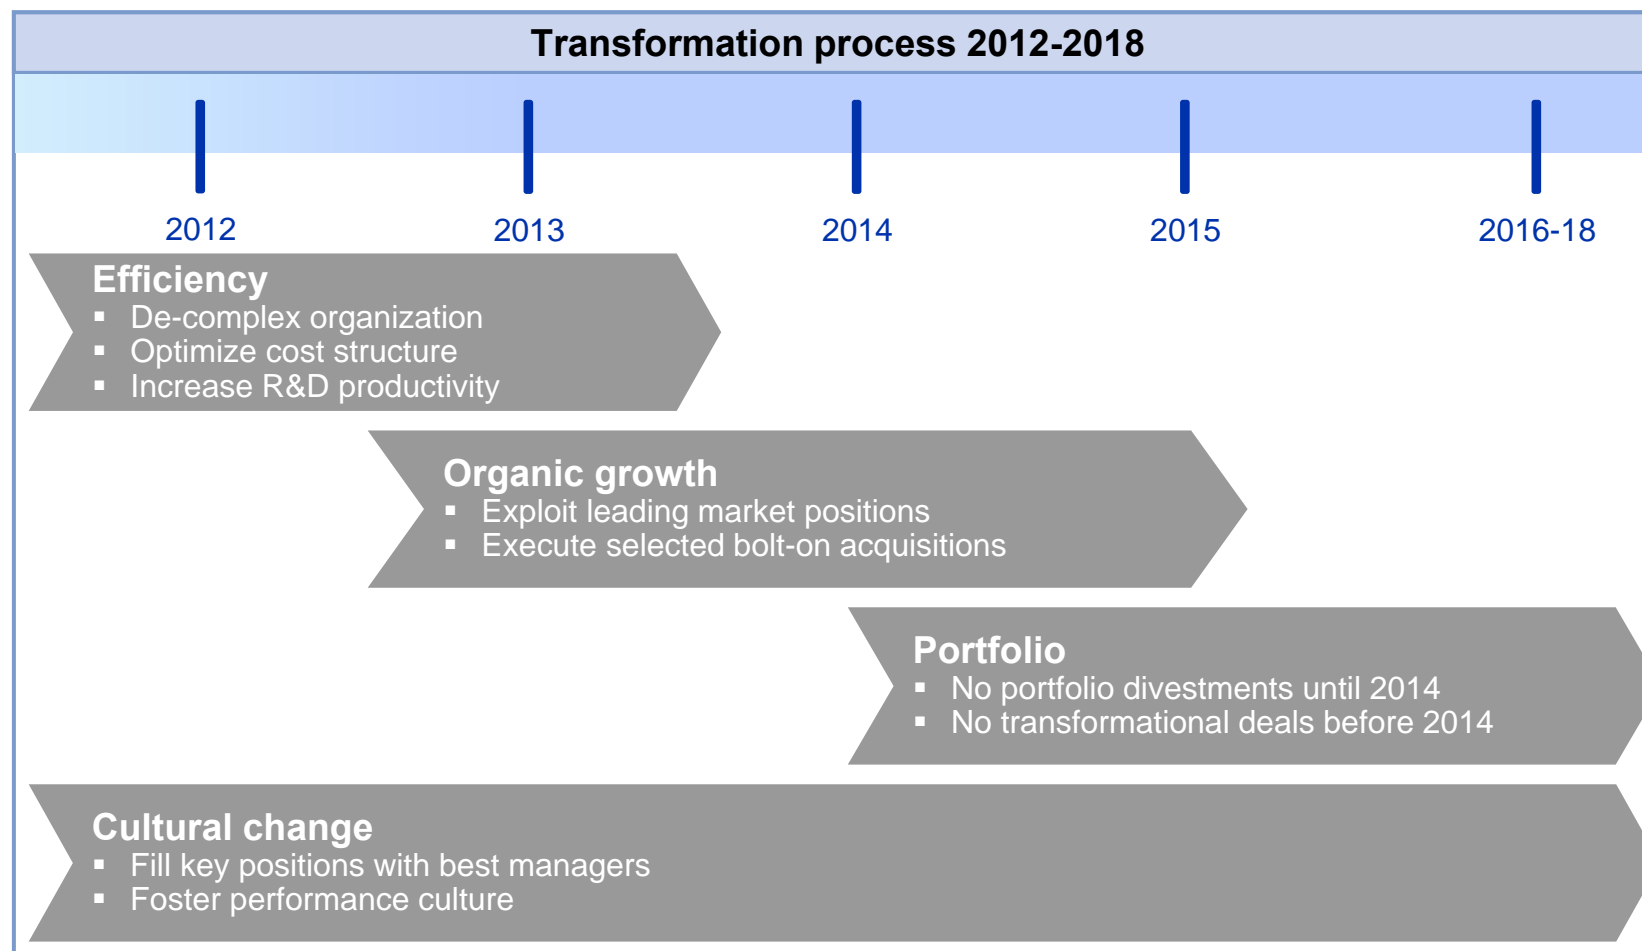 Transformation process 2012-2018
2012
2013
2014
2015
2016-18
Efficiency
▪ De-complex organization
▪ Optimize cost structure
▪ Increase R&D productivity
Organic growth
▪ Exploit leading market positions
▪ Execute selected bolt-on acquisitions
Portfolio
▪ No portfolio divestments until 2014
▪ No transformational deals before 2014
Cultural change
▪ Fill key positions with best managers
▪ Foster performance culture